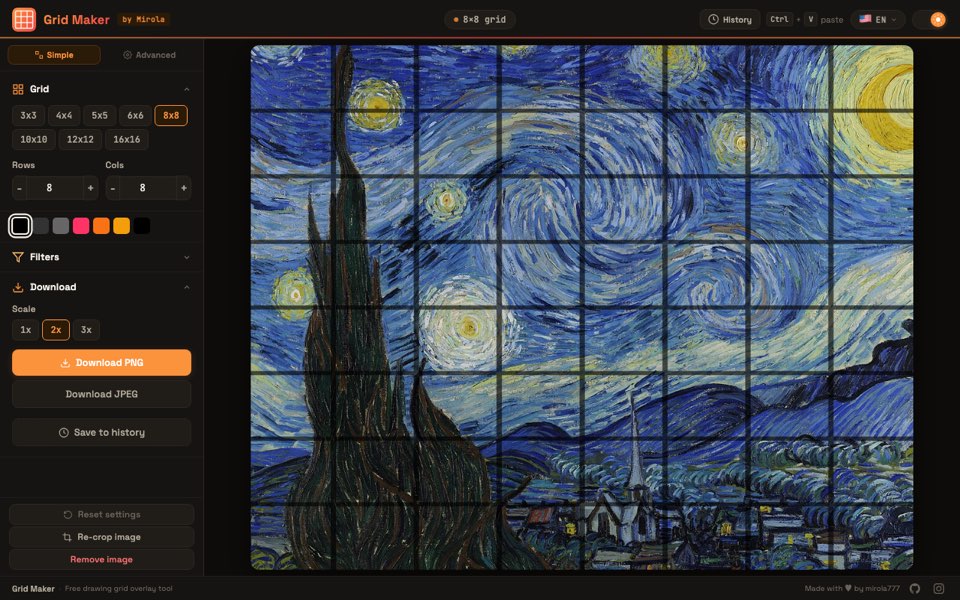 Grid Maker by Mirola
8×8 grid
History Ctrl + V paste EN
Simple Advanced
Grid
3x3 4x4 5x5 6x6 8x8
10x10 12x12 16x16
Rows Cols
- 8 + - 8 +
Filters
Download
Scale
1x 2x 3x
Download PNG
Download JPEG
Save to history
Reset settings
Re-crop image
Remove image
Grid Maker · Free drawing grid overlay tool
Made with ♥ by mirola777